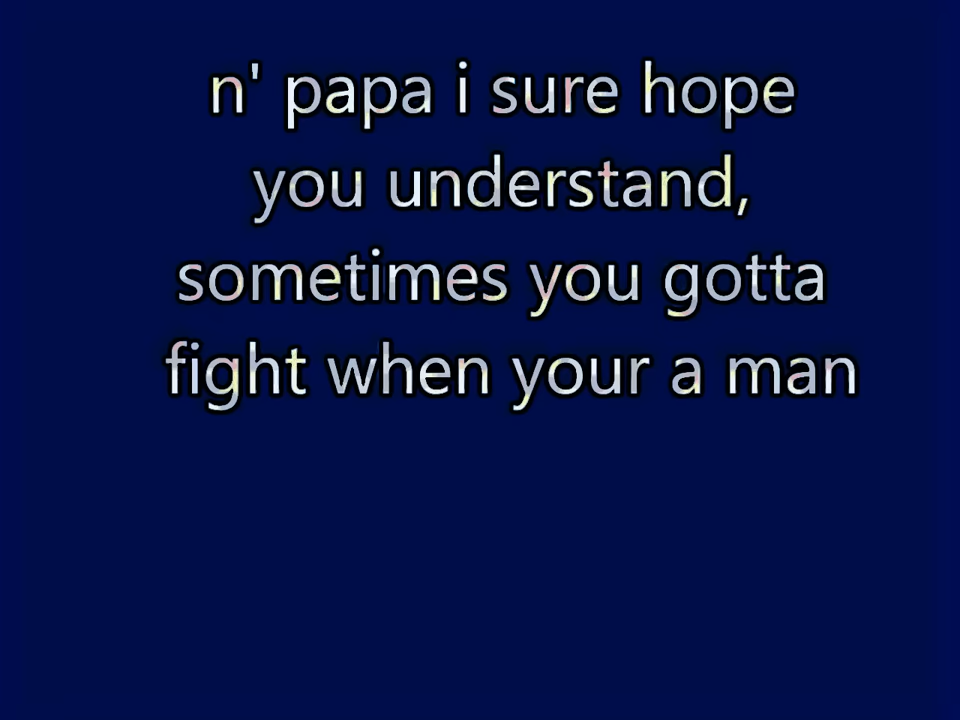 n' papa i sure hope
you understand,
sometimes you gotta
fight when your a man